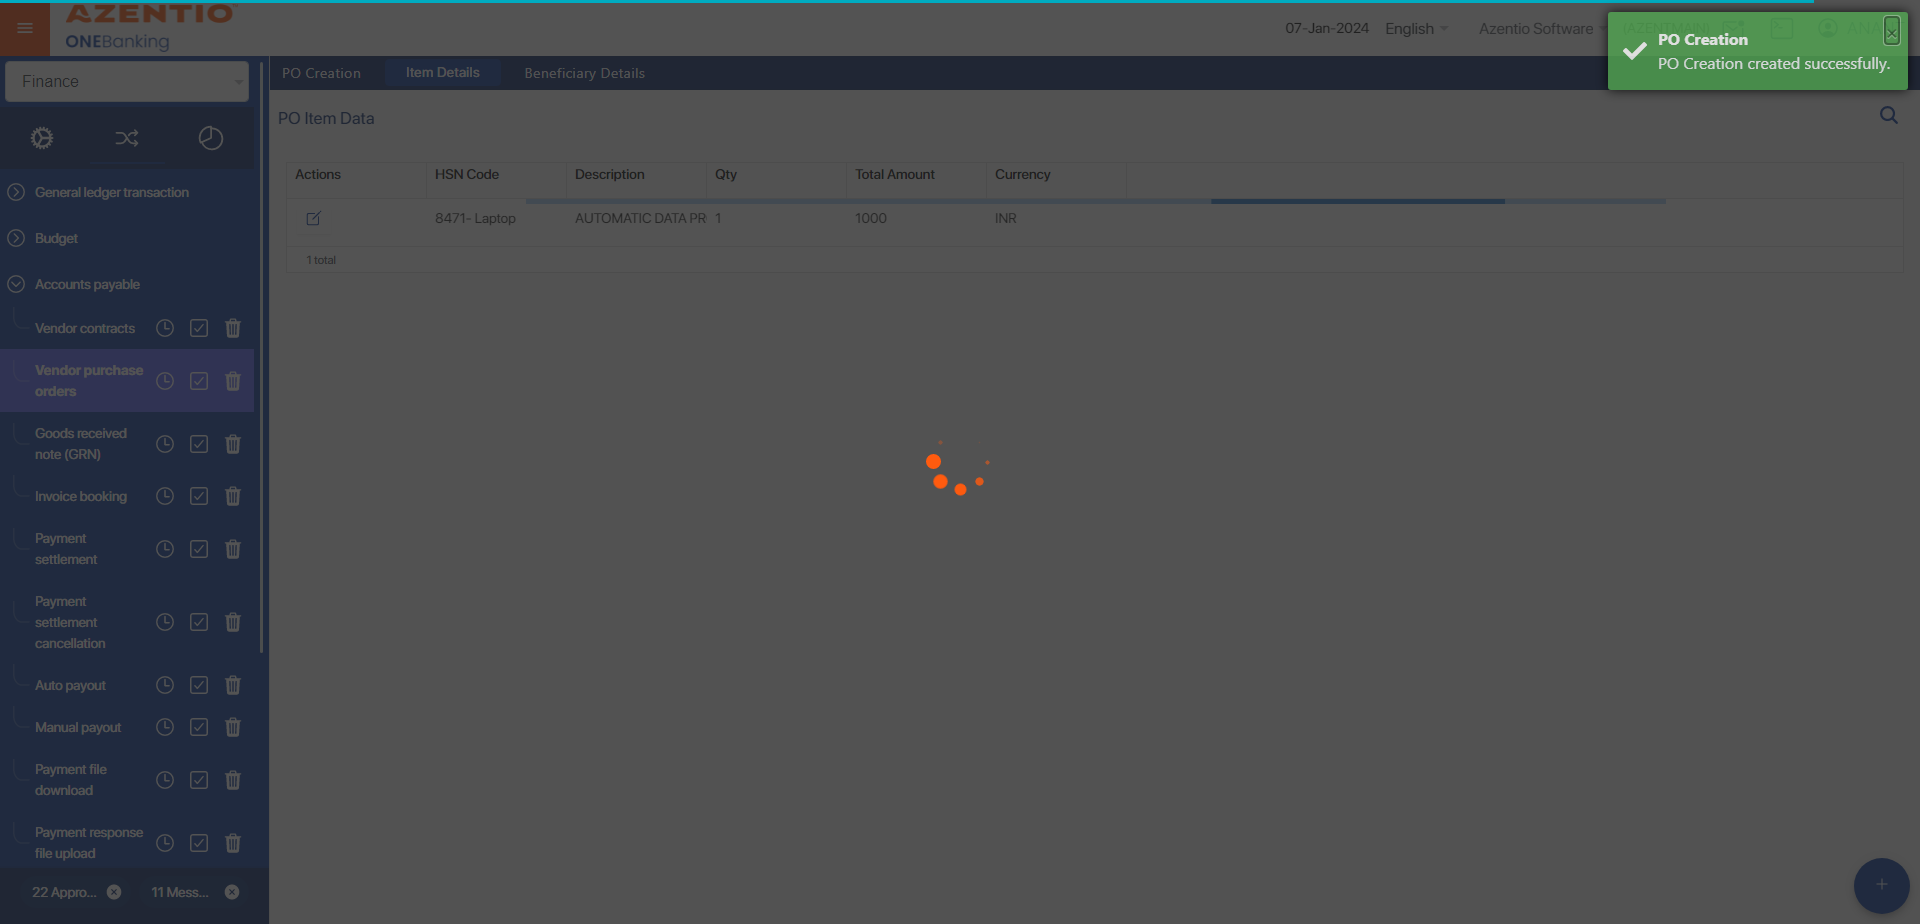 AZENTIO
ONEBanking
07-Jan-2024
English
Azentio Software
PO Creation
PO Creation created successfully.
Finance
PO Creation
Item Details
Beneficiary Details
PO Item Data
Actions
HSN Code
Description
Qty
Total Amount
Currency
8471- Laptop
AUTOMATIC DATA PR
1
1000
INR
1 total
General ledger transaction
Budget
Accounts payable
Vendor contracts
Vendor purchase
orders
Goods received
note (GRN)
Invoice booking
Payment
settlement
Payment
settlement
cancellation
Auto payout
Manual payout
Payment file
download
Payment response
file upload
22 Appro...
11 Mess...